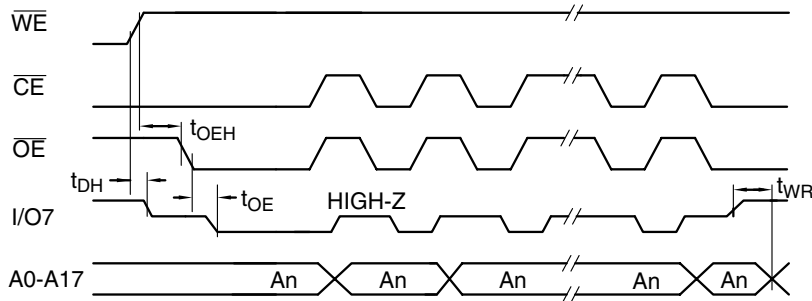 WE
CE
OE
tOEH
tDH
tOE
HIGH-Z
tWR
I/O7
A0-A17
An An An An An